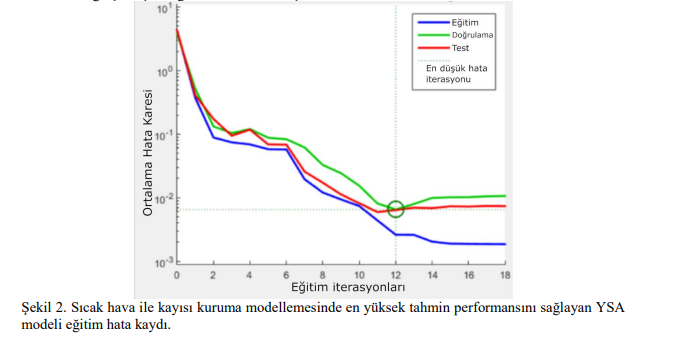 10¹
10⁰
10⁻¹
10⁻²
10⁻³
Ortalama Hata Karesi
Eğitim
Doğrulama
Test
En düşük hata
iterasyonu
0 2 4 6 8 10 12 14 16 18
Eğitim iterasyonları
Şekil 2. Sıcak hava ile kayısı kuruma modellemesinde en yüksek tahmin performansını sağlayan YSA
modeli eğitim hata kaydı.